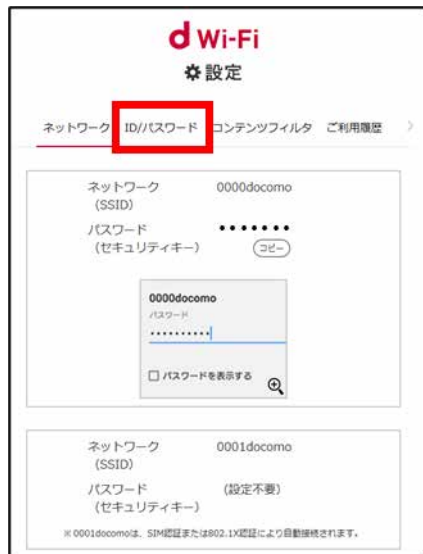 d Wi-Fi
設定
ネットワーク ID/パスワード コンテンツフィルタ ご利用履歴
ネットワーク 0000docomo
(SSID)
パスワード •••••••
(セキュリティキー) コピー
0000docomo
パスワード
••••••••••
パスワードを表示する
ネットワーク 0001docomo
(SSID)
パスワード (設定不要)
(セキュリティキー)
※ 0001docomoは、SIM認証または802.1X認証により自動接続されます。